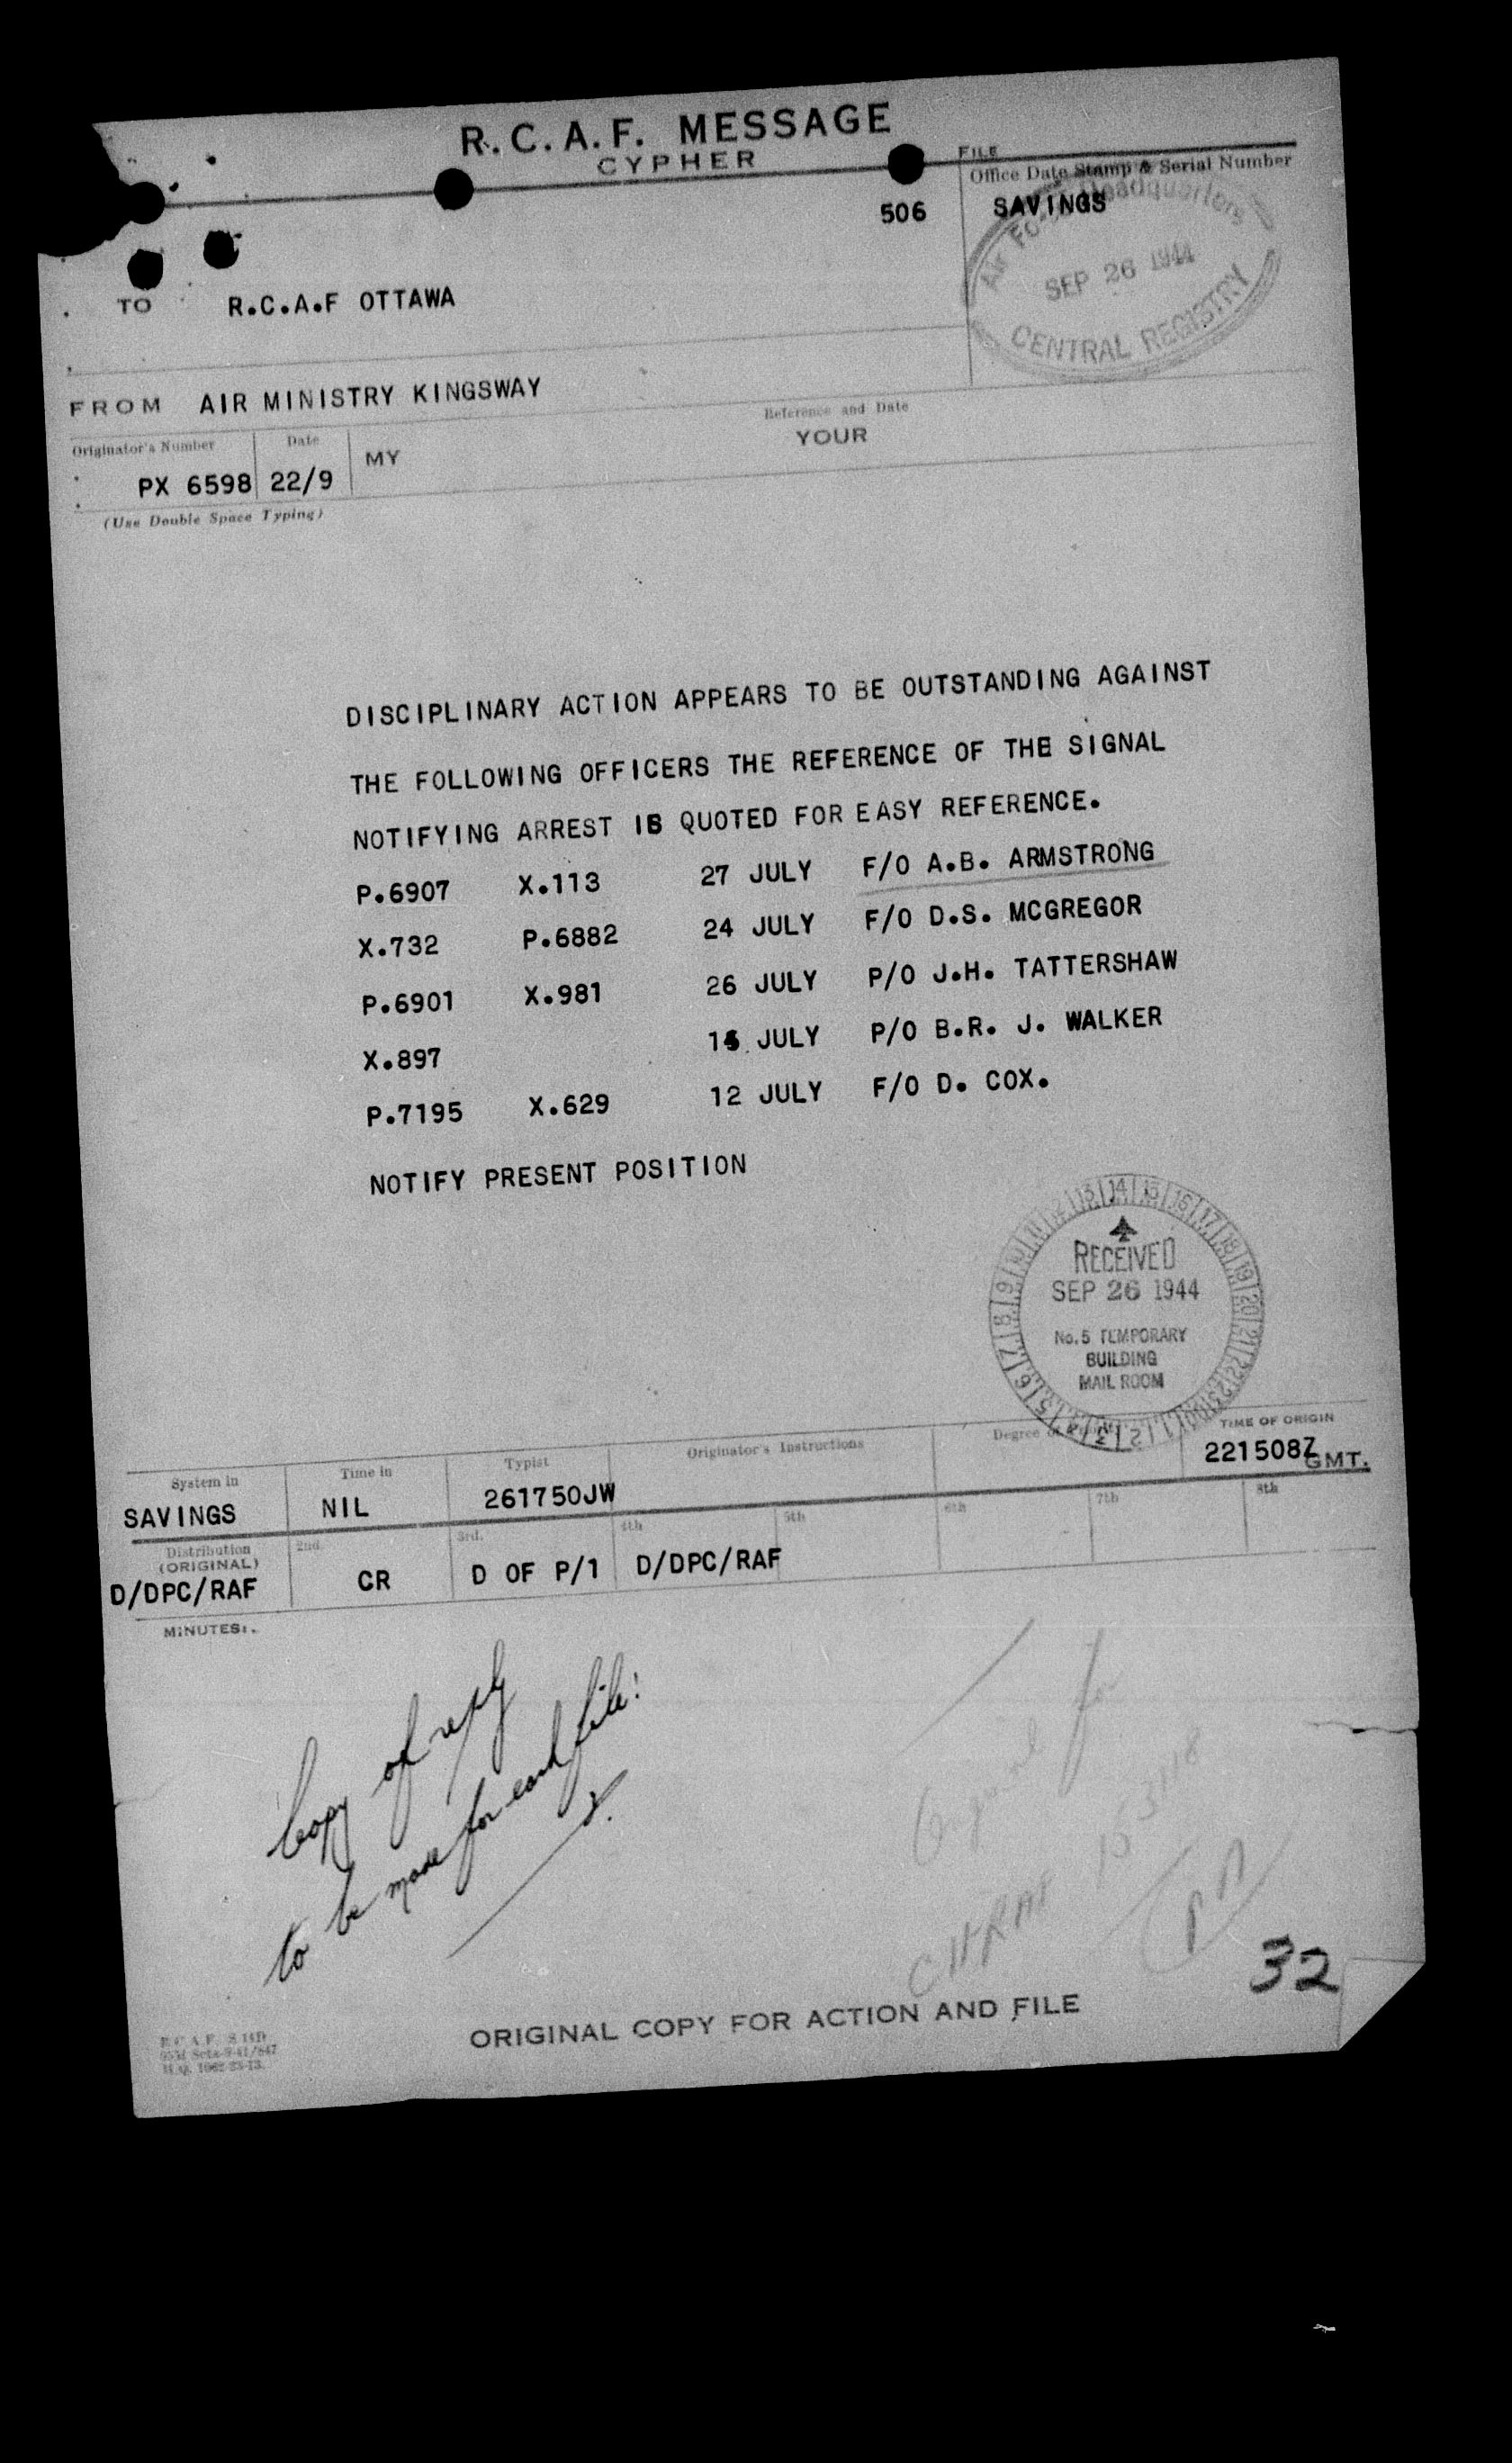 R.C.A.F. MESSAGE
CYPHER
FILE
Office Date Stamp & Serial Number
506
SAVINGS
Air Force Headquarters
SEP 26 1944
CENTRAL REGISTRY
TO R.C.A.F OTTAWA
FROM AIR MINISTRY KINGSWAY
Originator's Number Date Reference and Date
PX 6598 22/9 MY YOUR
(Use Double Space Typing)
DISCIPLINARY ACTION APPEARS TO BE OUTSTANDING AGAINST
THE FOLLOWING OFFICERS THE REFERENCE OF THE SIGNAL
NOTIFYING ARREST IS QUOTED FOR EASY REFERENCE.
P.6907 X.113 27 JULY F/O A.B. ARMSTRONG
X.732 P.6882 24 JULY F/O D.S. MCGREGOR
P.6901 X.981 26 JULY P/O J.H. TATTERSHAW
X.897 JULY P/O B.R. J. WALKER
P.7195 X.629 12 JULY F/O D. COX.
NOTIFY PRESENT POSITION
RECEIVED
SEP 26 1944
No. 5 TEMPORARY
BUILDING
MAIL ROOM
System in Time in Typist Originator's Instructions Degree of TIME OF ORIGIN
SAVINGS NIL 261750JW 221508Z GMT.
Distribution 2nd. 3rd. 4th 5th 6th 7th 8th
(ORIGINAL)
D/DPC/RAF CR D OF P/1 D/DPC/RAF
MINUTES:.
Copy of reply
to be made for each file:
32
ORIGINAL COPY FOR ACTION AND FILE